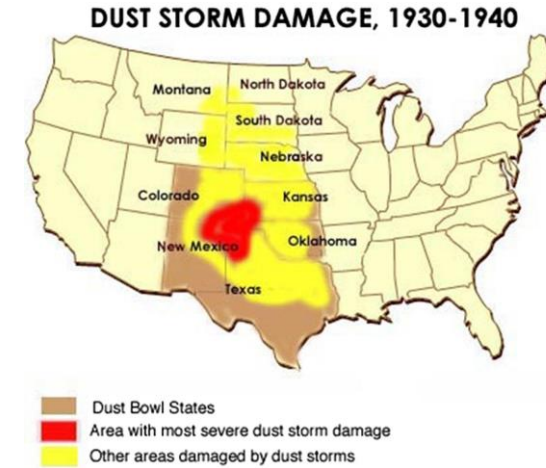 DUST STORM DAMAGE, 1930-1940
Montana
North Dakota
South Dakota
Wyoming
Nebraska
Colorado
Kansas
New Mexico
Oklahoma
Texas
Dust Bowl States
Area with most severe dust storm damage
Other areas damaged by dust storms